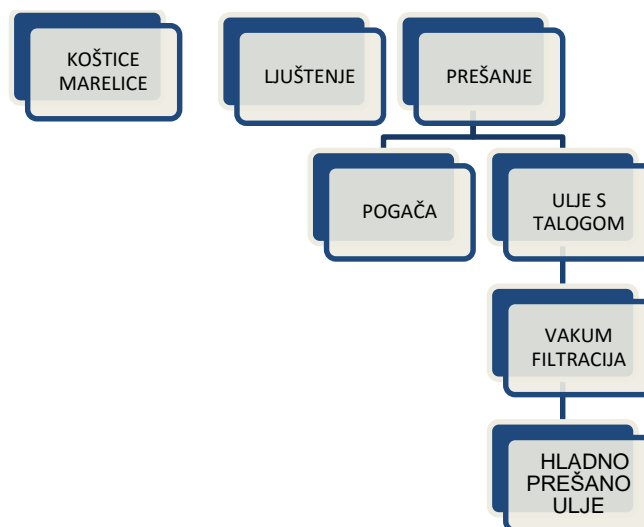 KOŠTICE
MARELICE
LJUŠTENJE
PREŠANJE
POGAČA
ULJE S
TALOGOM
VAKUM
FILTRACIJA
HLADNO
PREŠANO
ULJE